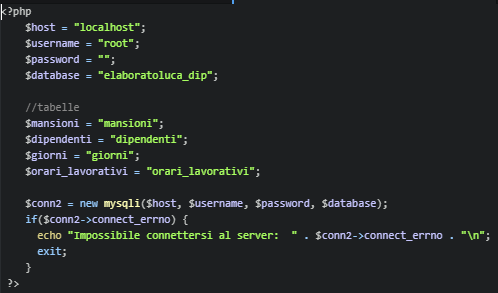 <?php
$host = "localhost";
$username = "root";
$password = "";
$database = "elaboratoluca_dip";
//tabelle
$mansioni = "mansioni";
$dipendenti = "dipendenti";
$giorni = "giorni";
$orari_lavorativi = "orari_lavorativi";
$conn2 = new mysqli($host, $username, $password, $database);
if($conn2->connect_errno) {
echo "Impossibile connettersi al server:  " . $conn2->connect_errno . "\n";
exit;
}
?>